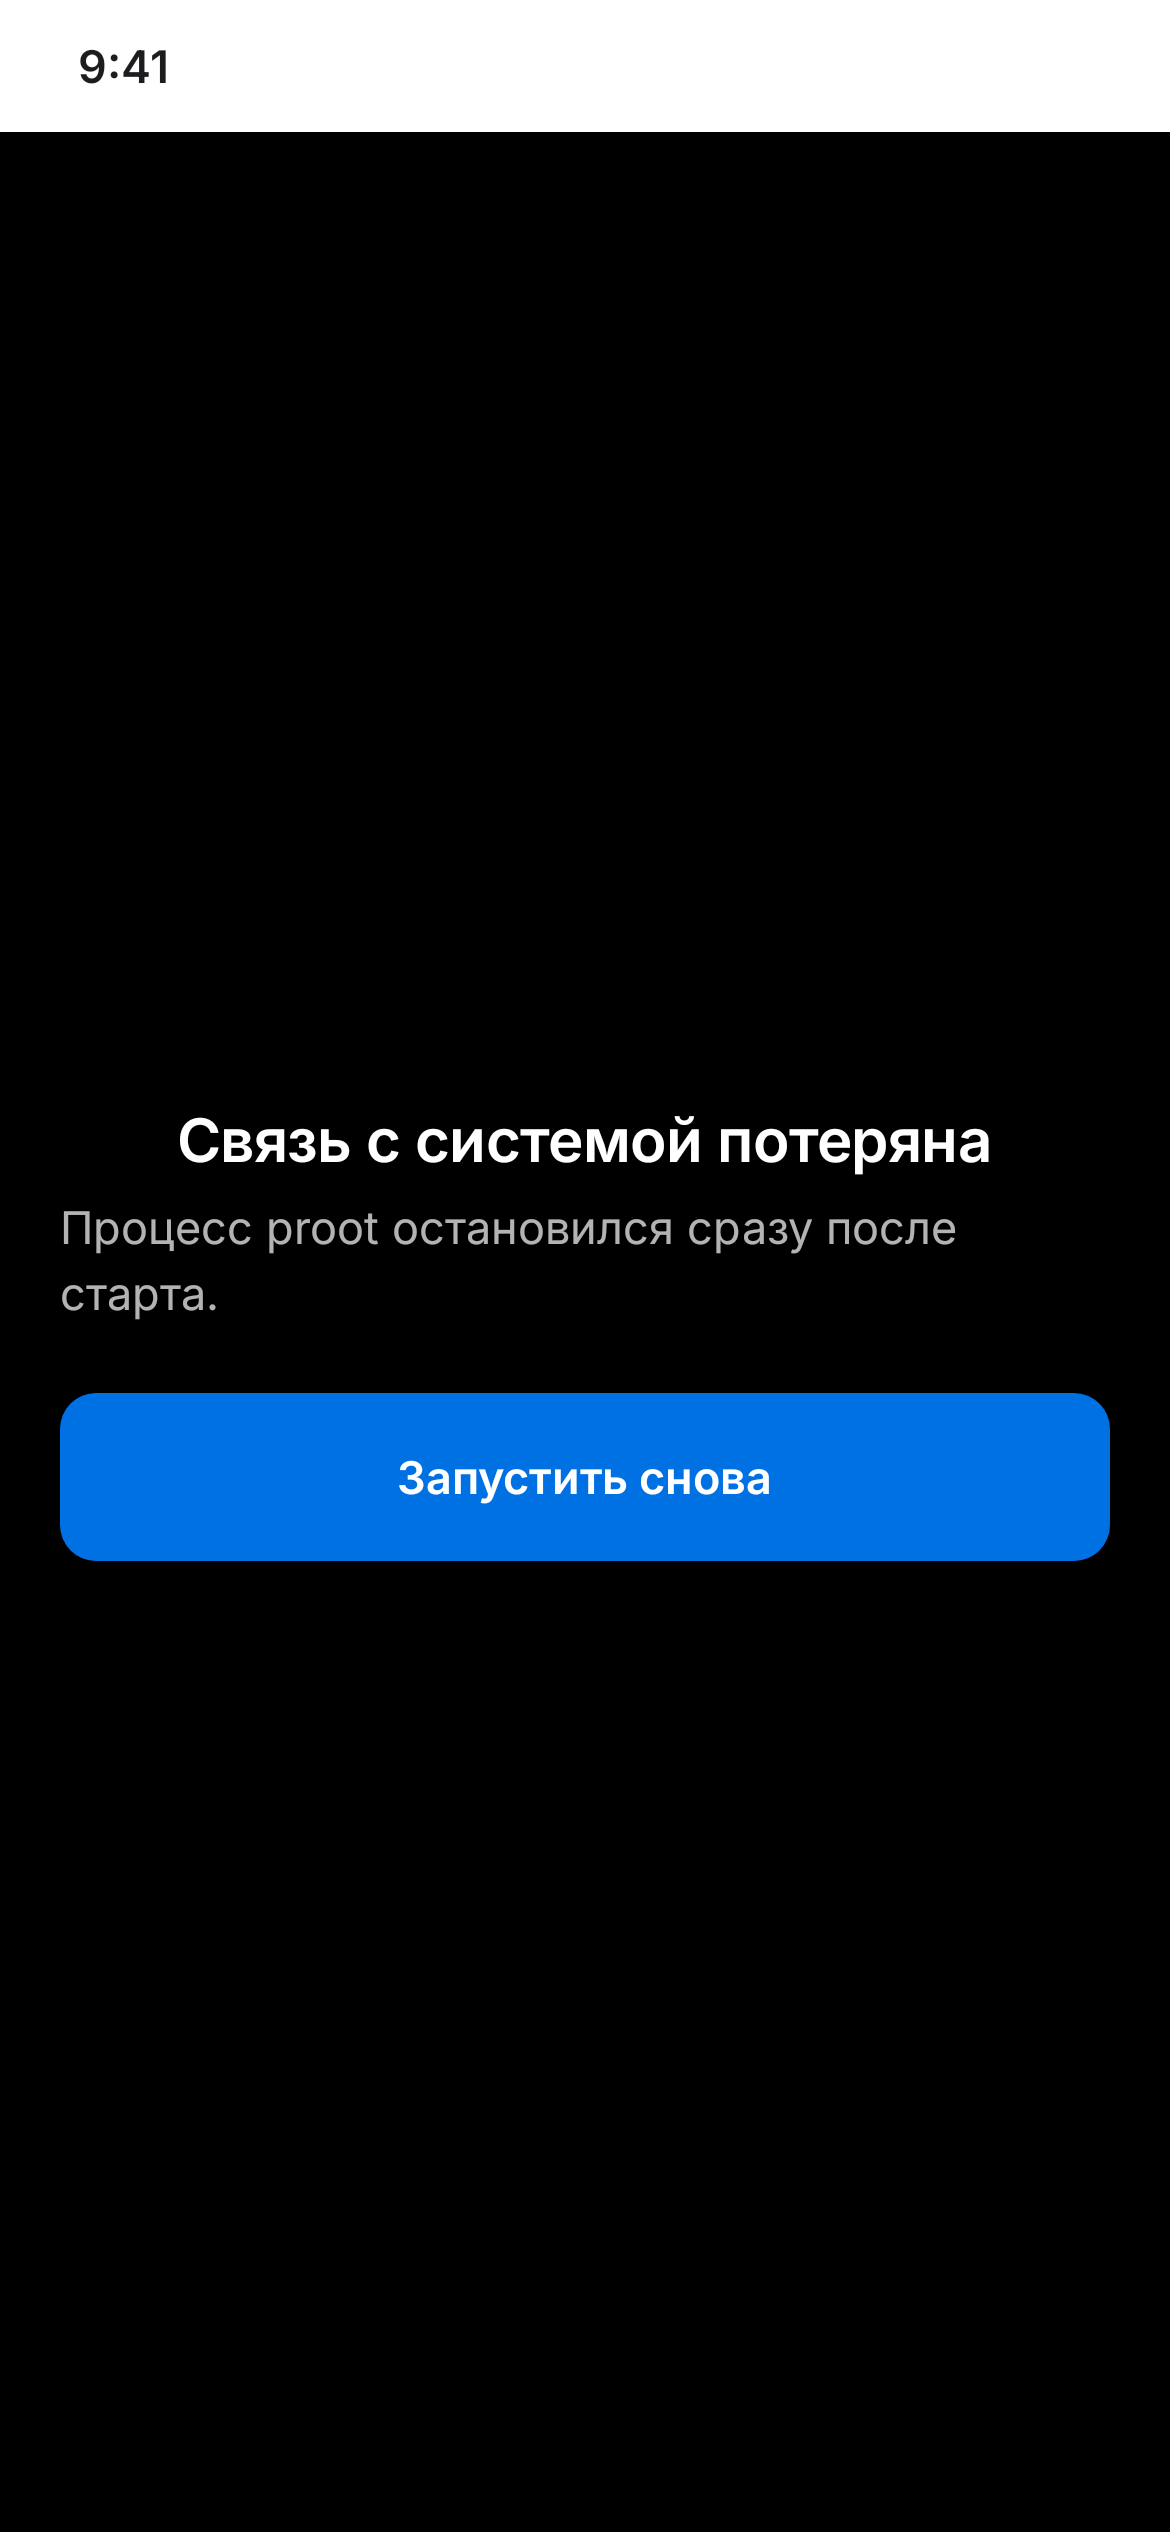 9:41
Связь с системой потеряна
Процесс proot остановился сразу после
старта.
Запустить снова